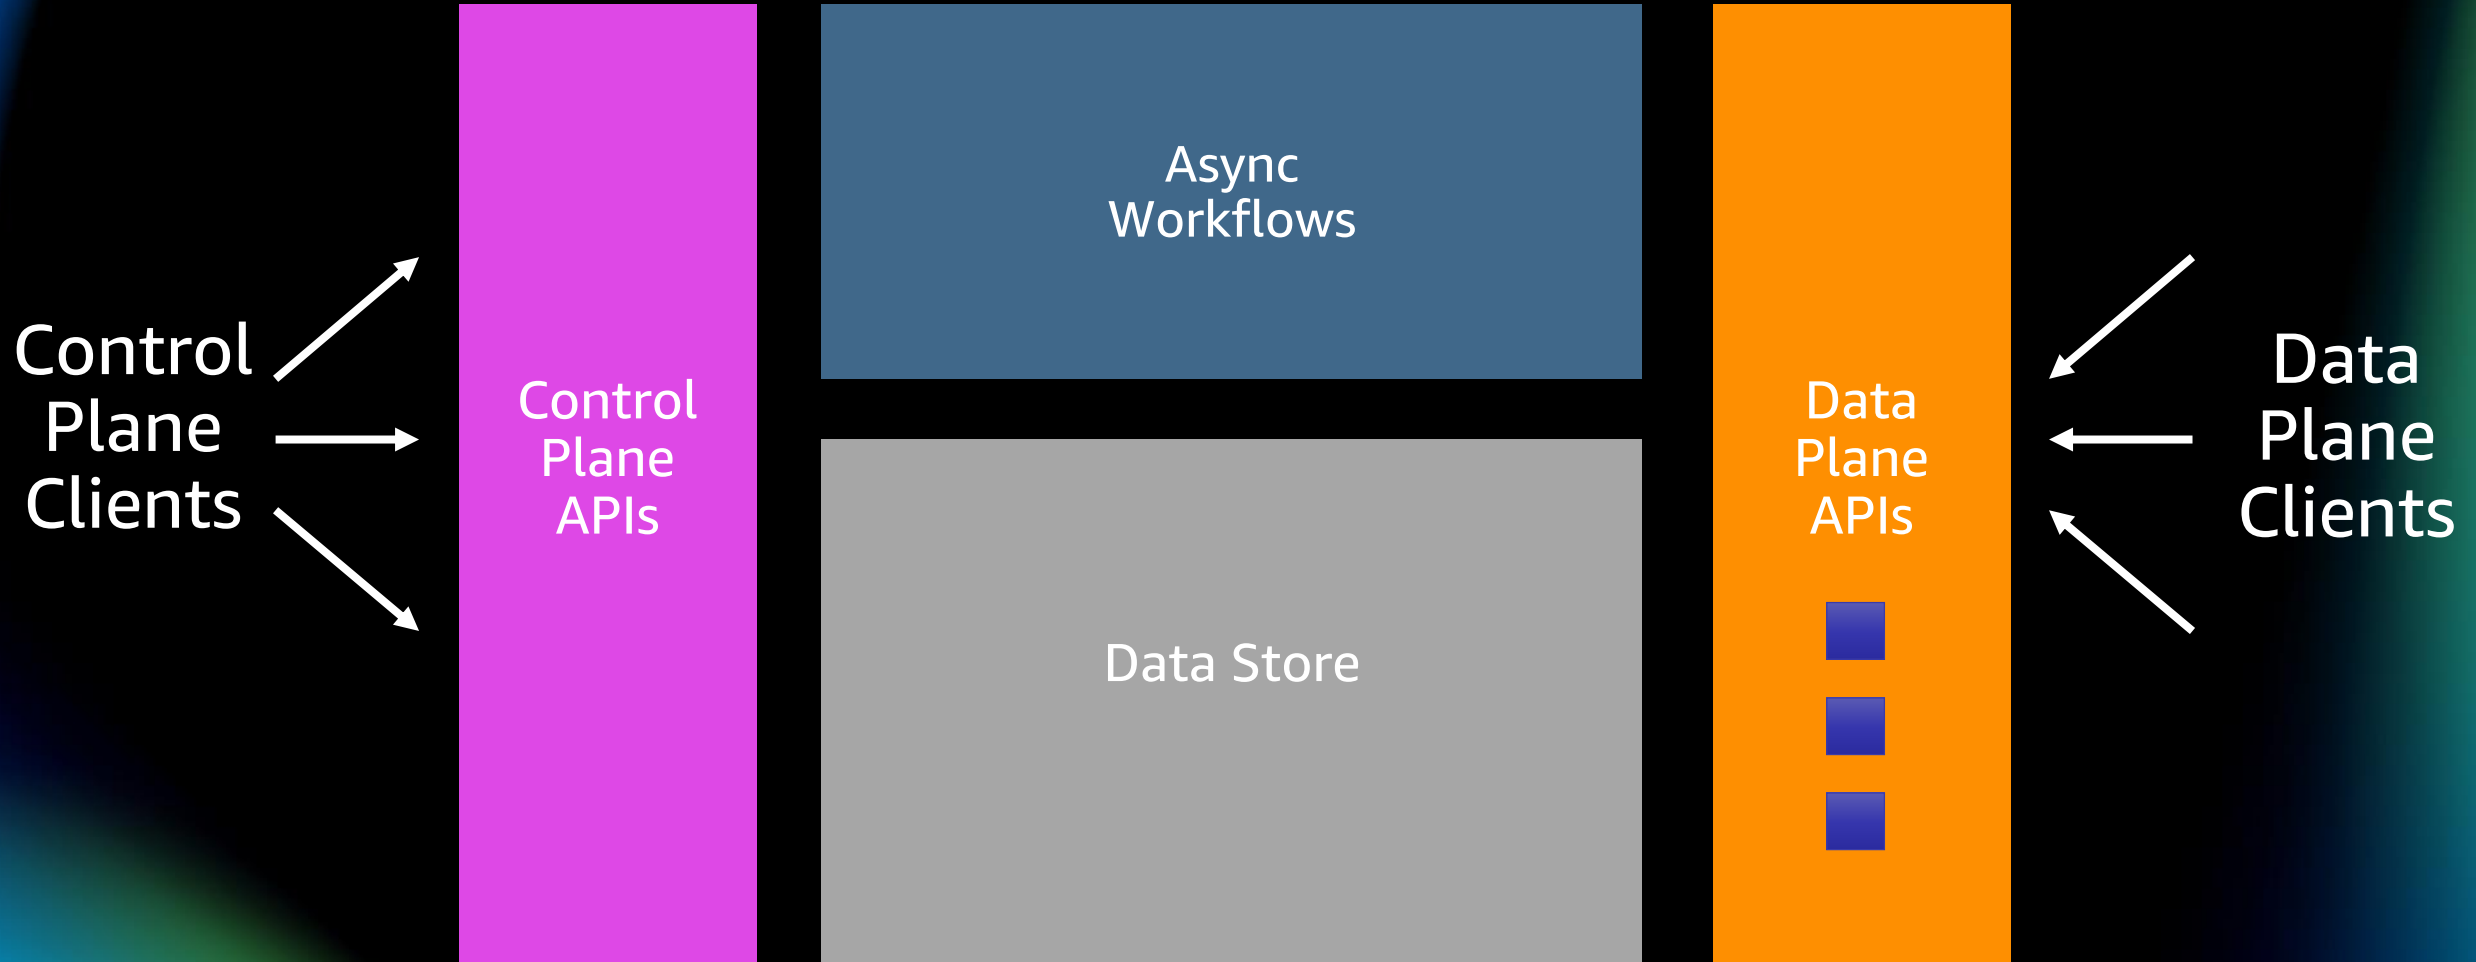 Control
Plane
Clients
Control
Plane
APIs
Async
Workflows
Data Store
Data
Plane
APIs
Data
Plane
Clients